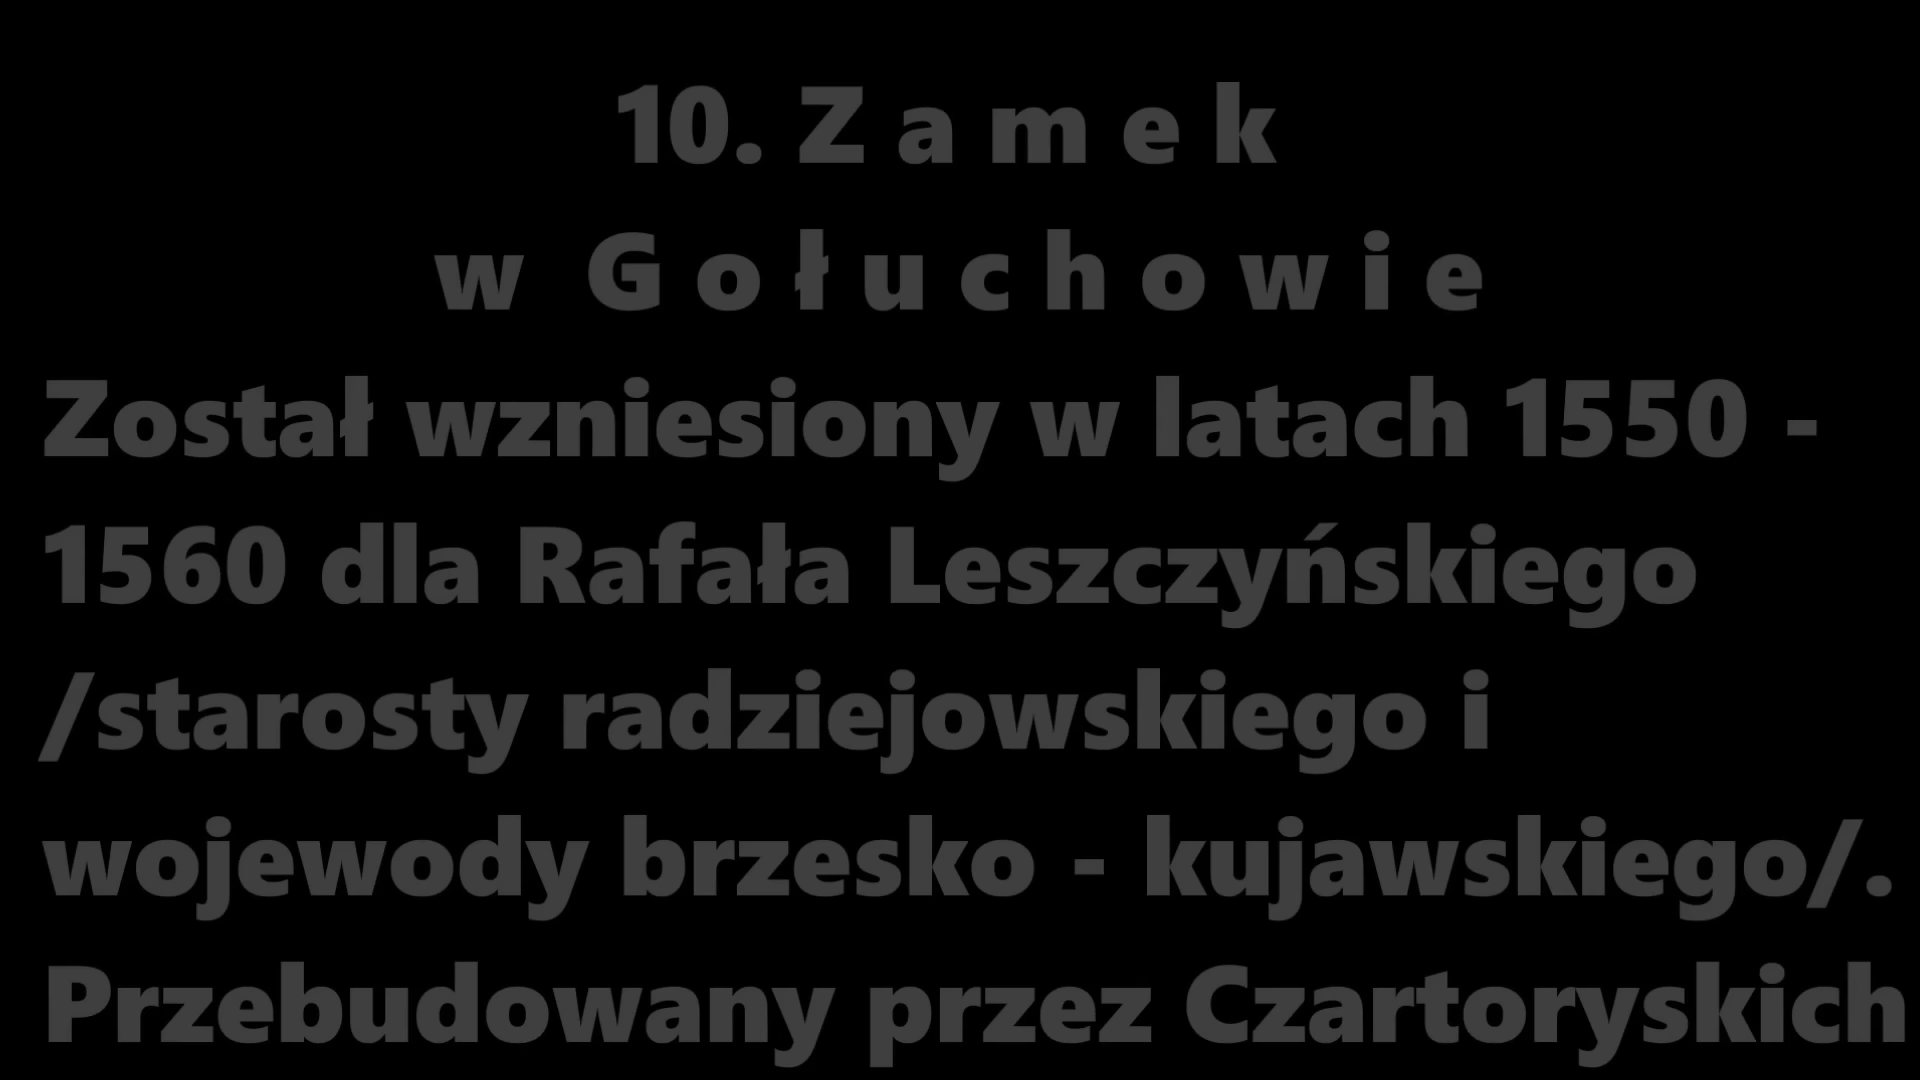 10. Z a m e k
w G o ł u c h o w i e
Został wzniesiony w latach 1550 -
1560 dla Rafała Leszczyńskiego
/starosty radziejowskiego i
wojewody brzesko - kujawskiego/.
Przebudowany przez Czartoryskich